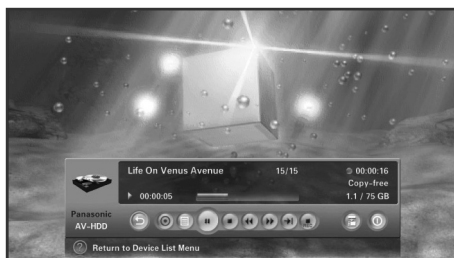 Life On Venus Avenue 15/15 00:00:16
Copy-free
00:00:05 1.1 / 75 GB
Panasonic
AV-HDD
Return to Device List Menu